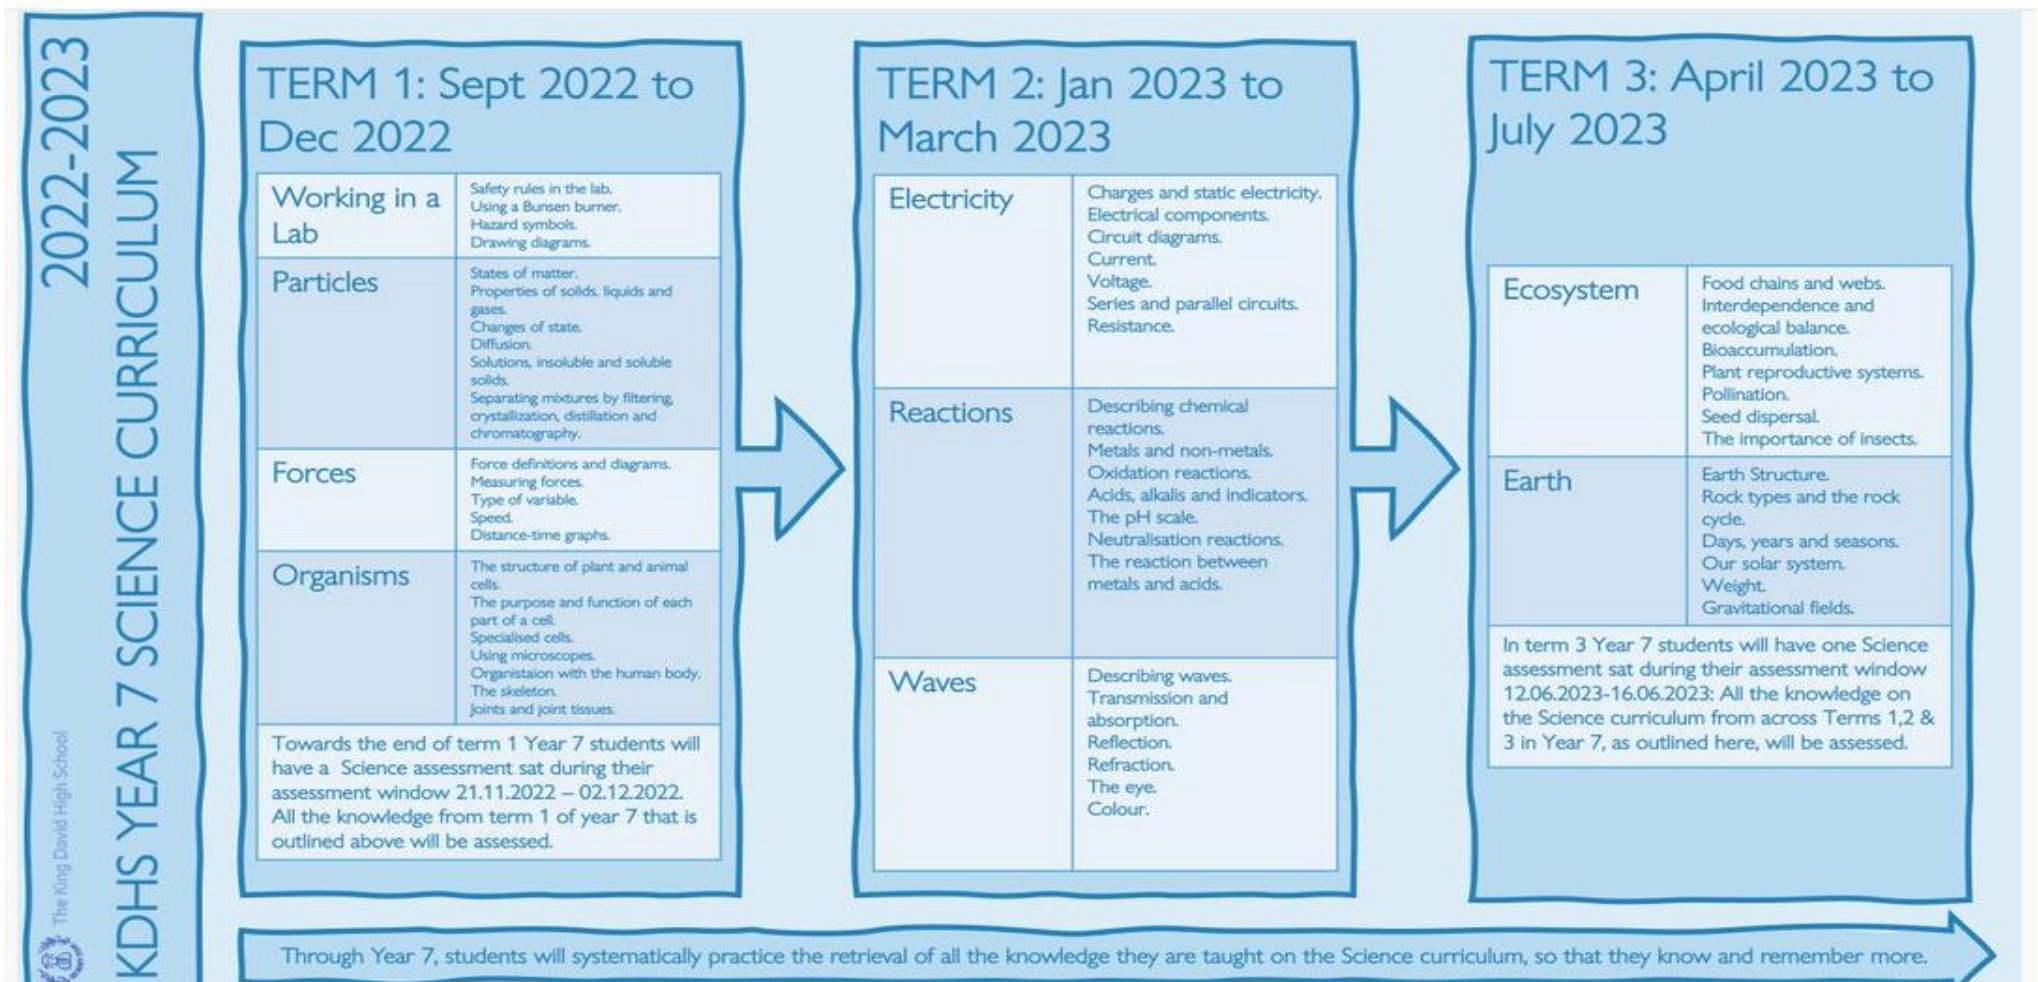 2022-2023
KDHS YEAR 7 SCIENCE CURRICULUM
The King David High School
TERM 1: Sept 2022 to
Dec 2022
Working in a
Lab
Safety rules in the lab.
Using a Bunsen burner.
Hazard symbols.
Drawing diagrams.
Particles
States of matter.
Properties of solids. liquids and
gases.
Changes of state.
Diffusion.
Solutions, insoluble and soluble
solids.
Separating mixtures by filtering,
crystallization, distillation and
chromatography.
Forces
Force definitions and diagrams.
Measuring forces.
Type of variable.
Speed.
Distance-time graphs.
Organisms
The structure of plant and animal
cells.
The purpose and function of each
part of a cell.
Specialised cells.
Using microscopes.
Organistaion with the human body.
The skeleton.
Joints and joint tissues.
Towards the end of term 1 Year 7 students will
have a Science assessment sat during their
assessment window 21.11.2022 – 02.12.2022.
All the knowledge from term 1 of year 7 that is
outlined above will be assessed.
TERM 2: Jan 2023 to
March 2023
Electricity
Charges and static electricity.
Electrical components.
Circuit diagrams.
Current.
Voltage.
Series and parallel circuits.
Resistance.
Reactions
Describing chemical
reactions.
Metals and non-metals.
Oxidation reactions.
Acids, alkalis and indicators.
The pH scale.
Neutralisation reactions.
The reaction between
metals and acids.
Waves
Describing waves.
Transmission and
absorption.
Reflection.
Refraction.
The eye.
Colour.
TERM 3: April 2023 to
July 2023
Ecosystem
Food chains and webs.
Interdependence and
ecological balance.
Bioaccumulation.
Plant reproductive systems.
Pollination.
Seed dispersal.
The importance of insects.
Earth
Earth Structure.
Rock types and the rock
cycle.
Days, years and seasons.
Our solar system.
Weight.
Gravitational fields.
In term 3 Year 7 students will have one Science
assessment sat during their assessment window
12.06.2023-16.06.2023: All the knowledge on
the Science curriculum from across Terms 1,2 &
3 in Year 7, as outlined here, will be assessed.
Through Year 7, students will systematically practice the retrieval of all the knowledge they are taught on the Science curriculum, so that they know and remember more.